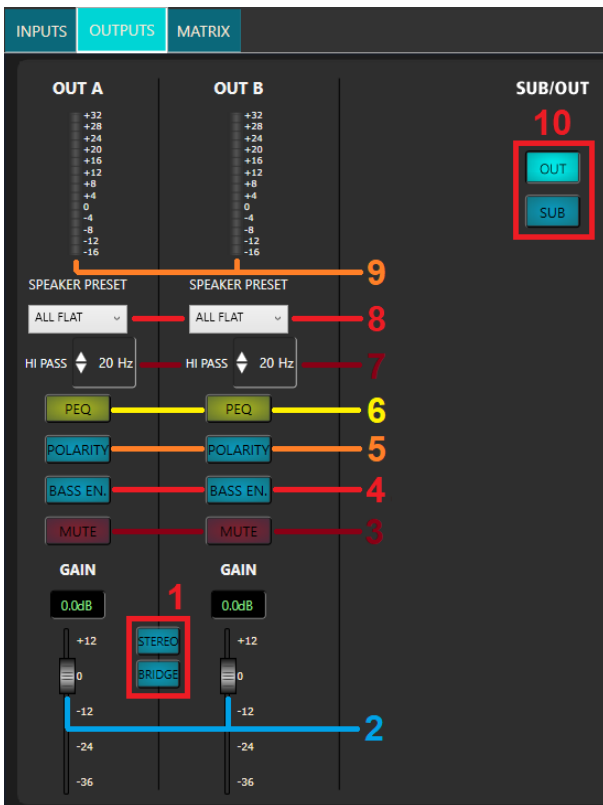 INPUTS OUTPUTS MATRIX
OUT A OUT B SUB/OUT
10
+32 +32
+28 +28
+24 +24
+20 +20
+16 +16
+12 +12
+8 +8
+4 +4
0 0
-4 -4
-8 -8
-12 -12
-16 -16
OUT
SUB
9
SPEAKER PRESET SPEAKER PRESET
ALL FLAT ALL FLAT 8
HI PASS 20 Hz HI PASS 20 Hz 7
PEQ PEQ 6
POLARITY POLARITY 5
BASS EN. BASS EN. 4
MUTE MUTE 3
GAIN GAIN
1
0.0dB 0.0dB
+12 STEREO +12
0 BRIDGE 0
-12 -12
2
-24 -24
-36 -36